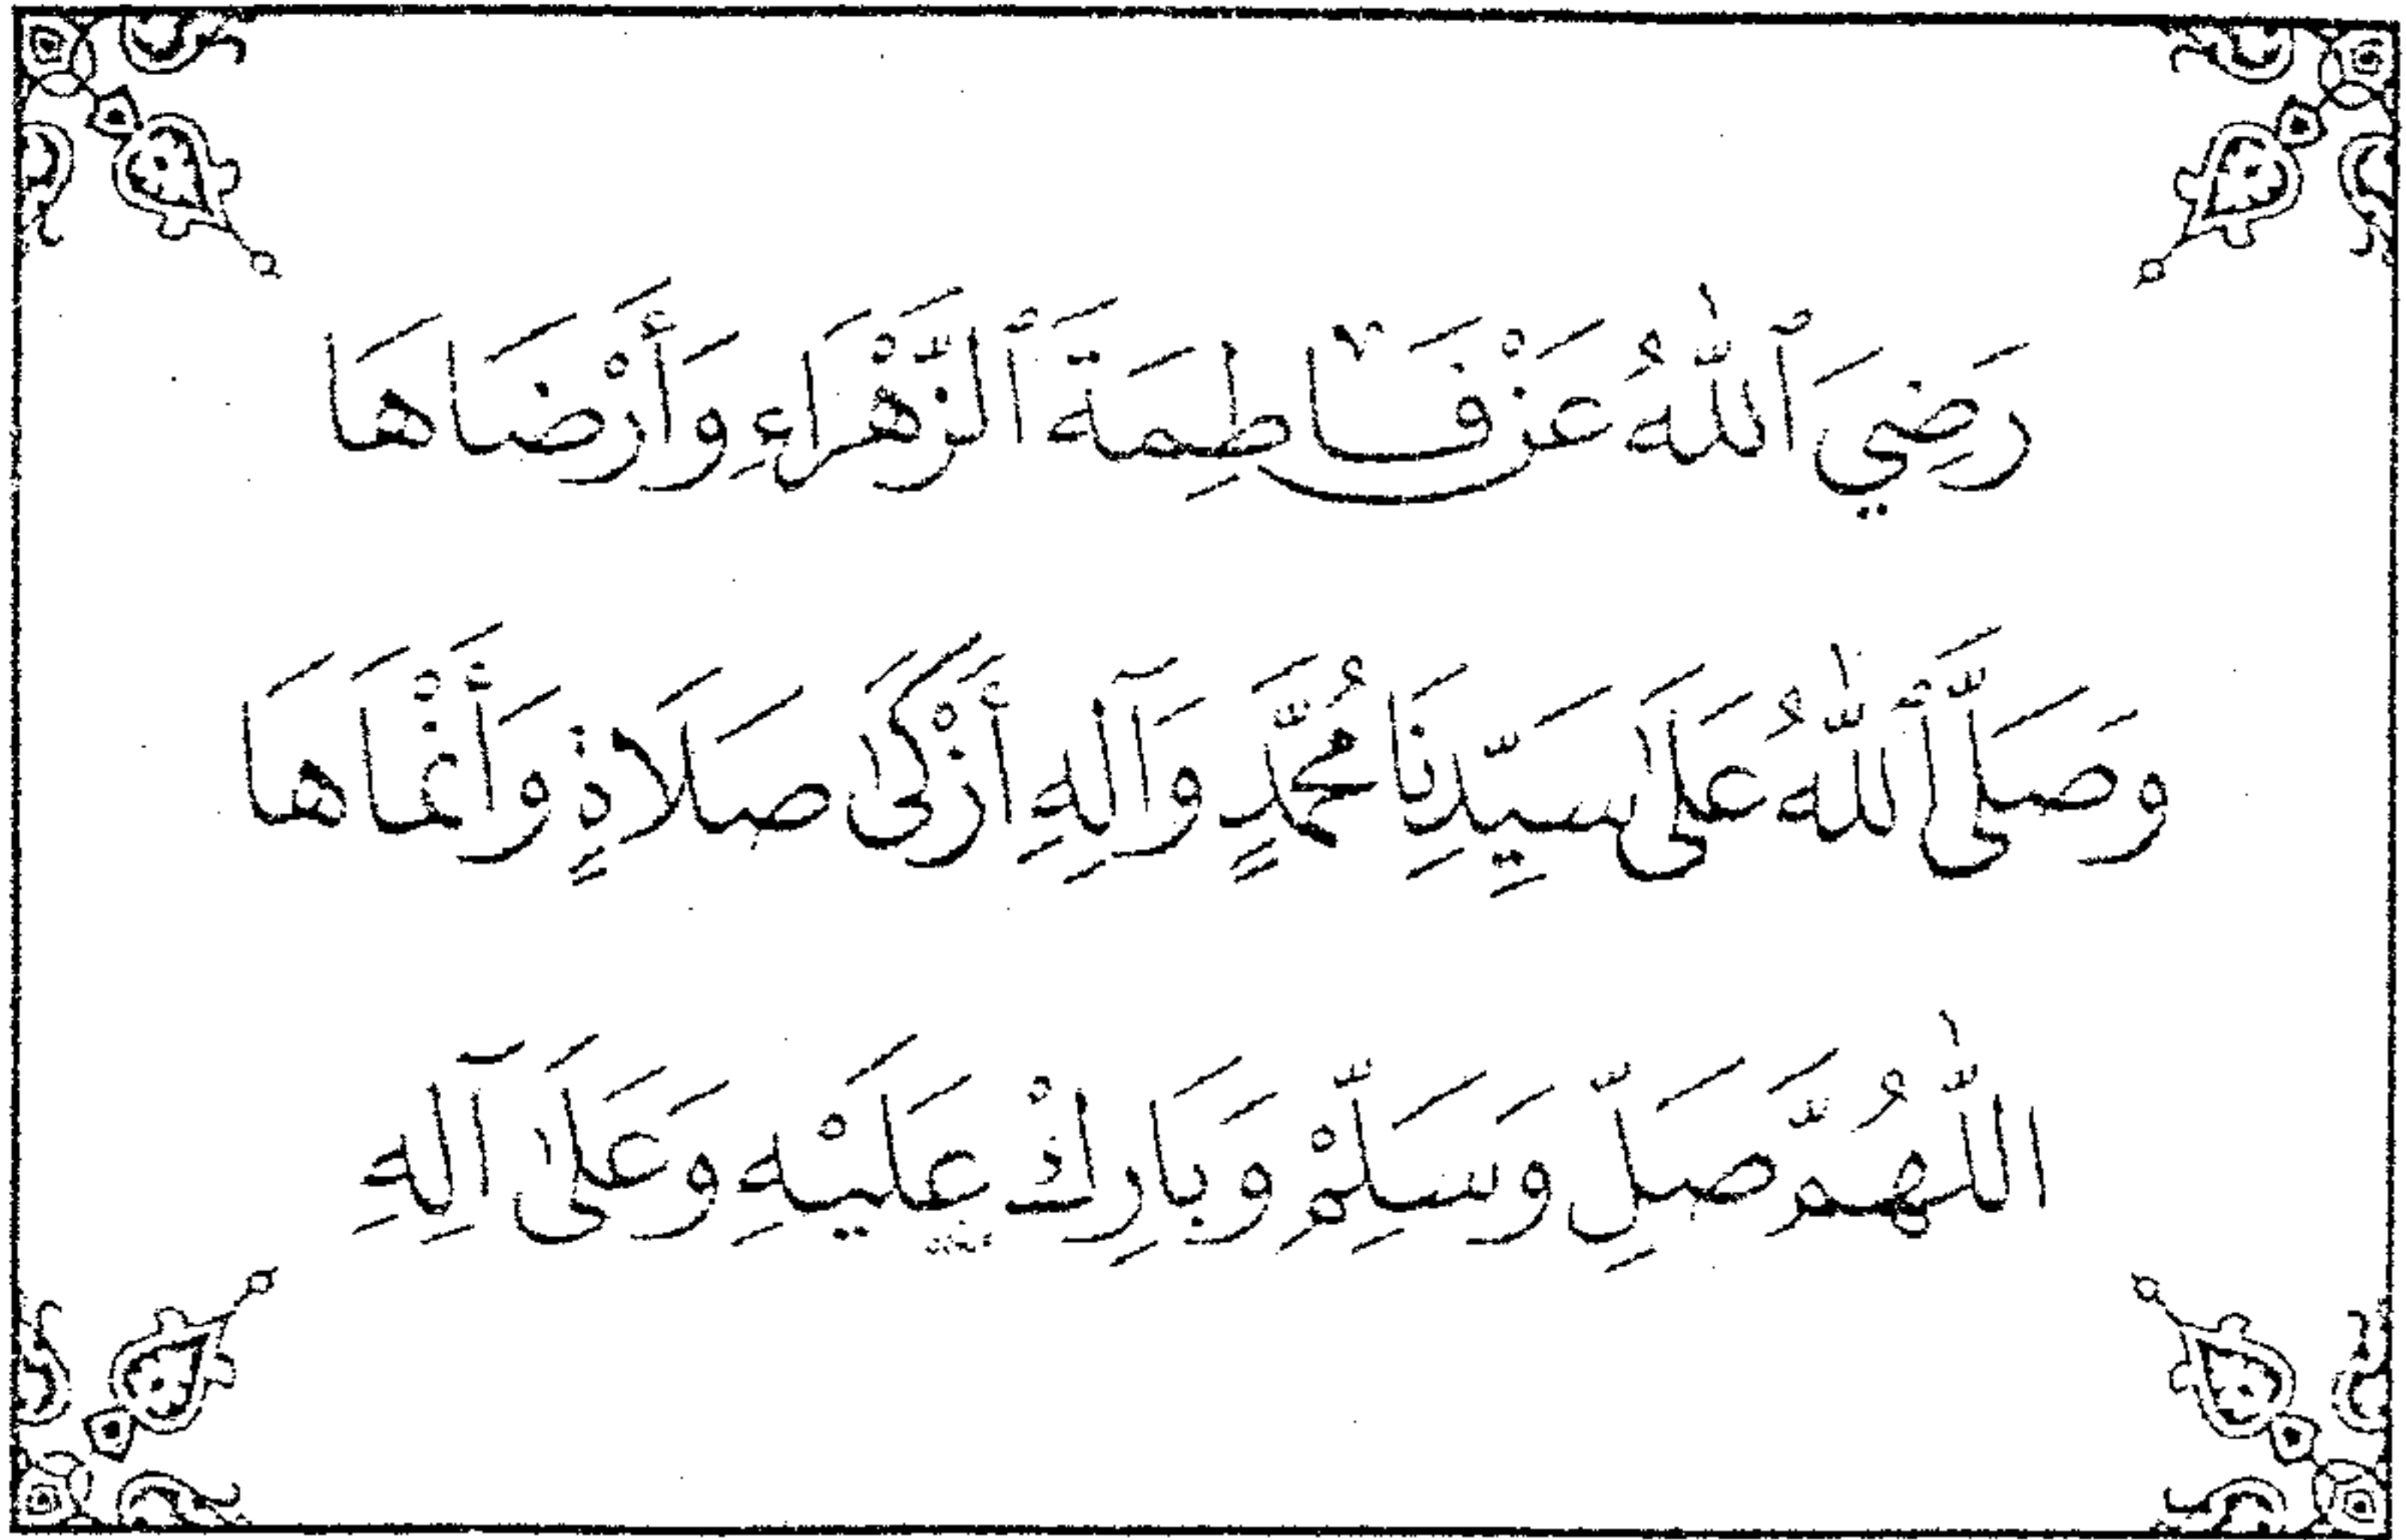 رَضِيَ ٱللّٰهُ عَنْ فَاطِمَةَ ٱلزَّهْرَاءِ وَأَرْضَاهَا
وَصَلَّى ٱللّٰهُ عَلَى سَيِّدِنَا مُحَمَّدٍ وَآلِهِ أَزْكَى صَلَاةٍ وَأَنْمَاهَا
اللّٰهُمَّ صَلِّ وَسَلِّمْ وَبَارِكْ عَلَيْهِ وَعَلَى آلِهِ